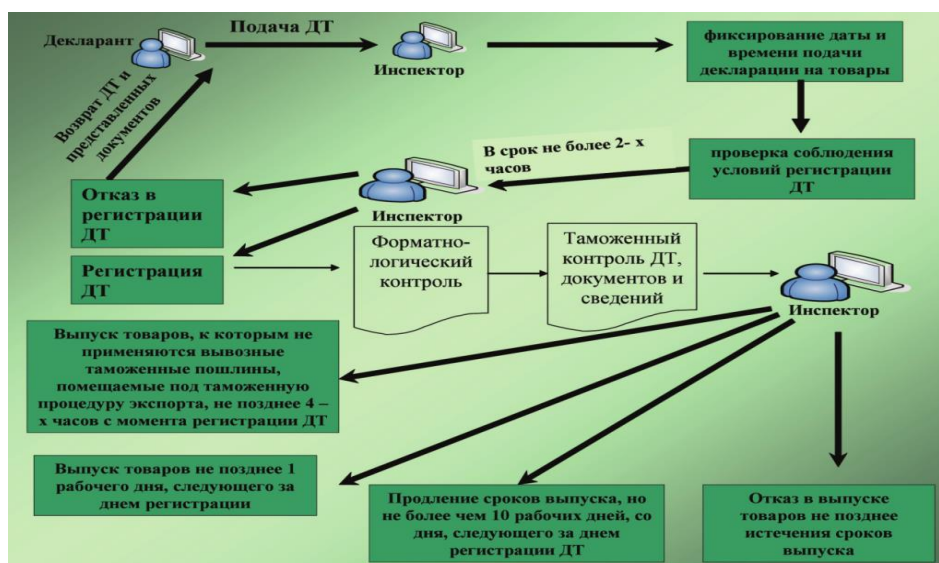 Декларант
Подача ДТ
Инспектор
фиксирование даты и
времени подачи
декларации на товары
Возврат ДТ и
представленных
документов
В срок не более 2- х
часов
проверка соблюдения
условий регистрации
ДТ
Отказ в
регистрации
ДТ
Инспектор
Регистрация
ДТ
Форматно-
логический
контроль
Таможенный
контроль ДТ,
документов и
сведений
Инспектор
Выпуск товаров, к которым не
применяются вывозные
таможенные пошлины,
помещаемые под таможенную
процедуру экспорта, не позднее 4 –
х часов с момента регистрации ДТ
Выпуск товаров не позднее 1
рабочего дня, следующего за
днем регистрации
Продление сроков выпуска, но
не более чем 10 рабочих дней, со
дня, следующего за днем
регистрации ДТ
Отказ в выпуске
товаров не позднее
истечения сроков
выпуска